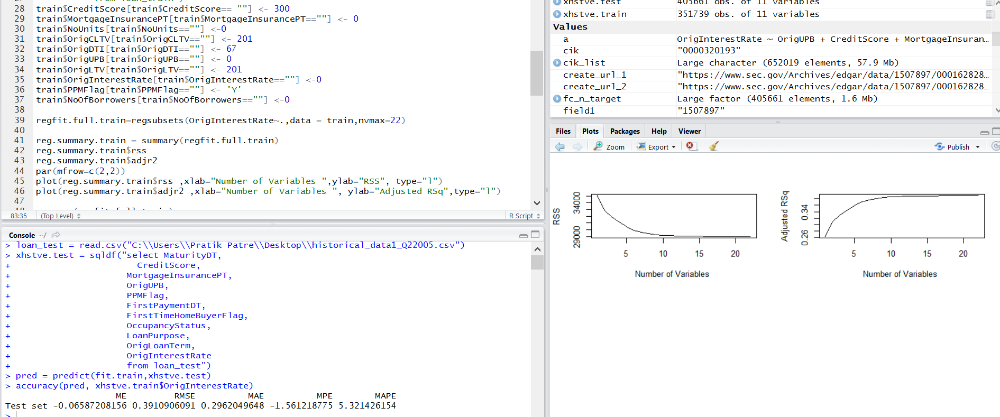 28 train$CreditScore[train$CreditScore== ""] <- 300
29 train$MortgageInsurancePT[train$MortgageInsurancePT==""] <- 0
30 train$NoUnits[train$NoUnits==""] <-0
31 train$OrigCLTV[train$OrigCLTV==""] <- 201
32 train$OrigDTI[train$OrigDTI==""] <- 67
33 train$OrigUPB[train$OrigUPB==""] <- 0
34 train$OrigLTV[train$OrigLTV==""] <- 201
35 train$OrigInterestRate[train$OrigInterestRate==""] <-0
36 train$PPMFlag[train$PPMFlag==""] <- 'Y'
37 train$NoOfBorrowers[train$NoOfBorrowers==""] <-0
38
39 regfit.full.train=regsubsets(OrigInterestRate~.,data = train,nvmax=22)
40
41 reg.summary.train = summary(regfit.full.train)
42 reg.summary.train$rss
43 reg.summary.train$adjr2
44 par(mfrow=c(2,2))
45 plot(reg.summary.train$rss ,xlab="Number of Variables ",ylab="RSS", type="l")
46 plot(reg.summary.train$adjr2 ,xlab="Number of Variables ", ylab="Adjusted RSq",type="l")
47
83:35 (Top Level) R Script
Console ~/
> loan_test = read.csv("C:\\Users\\Pratik Patre\\Desktop\\historical_data1_Q22005.csv")
> xhstve.test = sqldf("select MaturityDT,
+ CreditScore,
+ MortgageInsurancePT,
+ OrigUPB,
+ PPMFlag,
+ FirstPaymentDT,
+ FirstTimeHomeBuyerFlag,
+ OccupancyStatus,
+ LoanPurpose,
+ OrigLoanTerm,
+ OrigInterestRate
+ from loan_test")
> pred = predict(fit.train,xhstve.test)
> accuracy(pred, xhstve.train$OrigInterestRate)
ME RMSE MAE MPE MAPE
Test set -0.06587208156 0.3910906091 0.2962049648 -1.561218775 5.321426154
>
xhstve.test 405661 obs. of 11 variables
xhstve.train 351739 obs. of 11 variables
Values
a OrigInterestRate ~ OrigUPB + CreditScore + MortgageInsuran…
cik "0000320193"
cik_list Large character (652019 elements, 57.9 Mb)
create_url_1 "https://www.sec.gov/Archives/edgar/data/1507897/000162828…
create_url_2 "https://www.sec.gov/Archives/edgar/data/1507897/000162828…
fc_n_target Large factor (405661 elements, 1.6 Mb)
field1 "1507897"
Files Plots Packages Help Viewer
Zoom Export Publish
RSS
34000
29000
5 10 15 20
Number of Variables
Adjusted RSq
0.34
0.26
5 10 15 20
Number of Variables